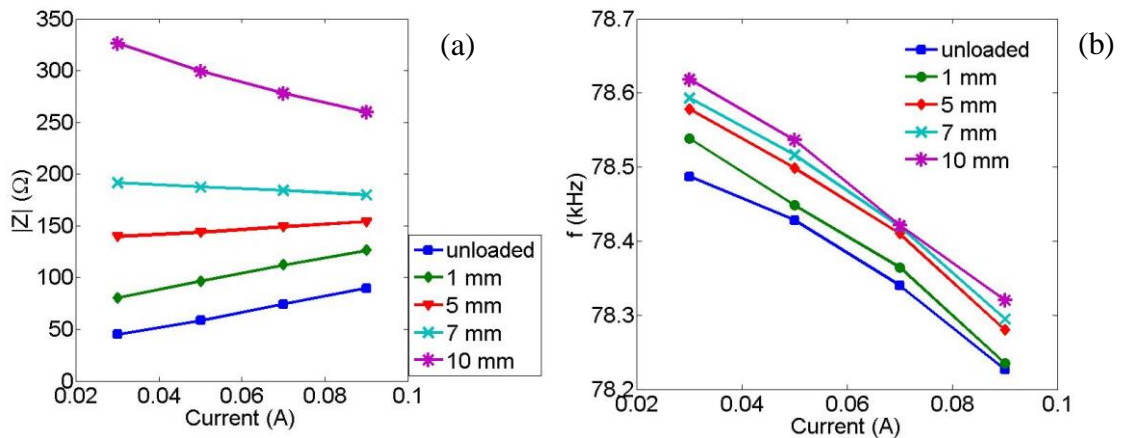 350
300
250
200
150
100
50
0
|Z| (Ω)
0.02
0.04
0.06
0.08
0.1
Current (A)
unloaded
1 mm
5 mm
7 mm
10 mm
(a)
78.7
78.6
78.5
78.4
78.3
78.2
f (kHz)
0.02
0.04
0.06
0.08
0.1
Current (A)
unloaded
1 mm
5 mm
7 mm
10 mm
(b)